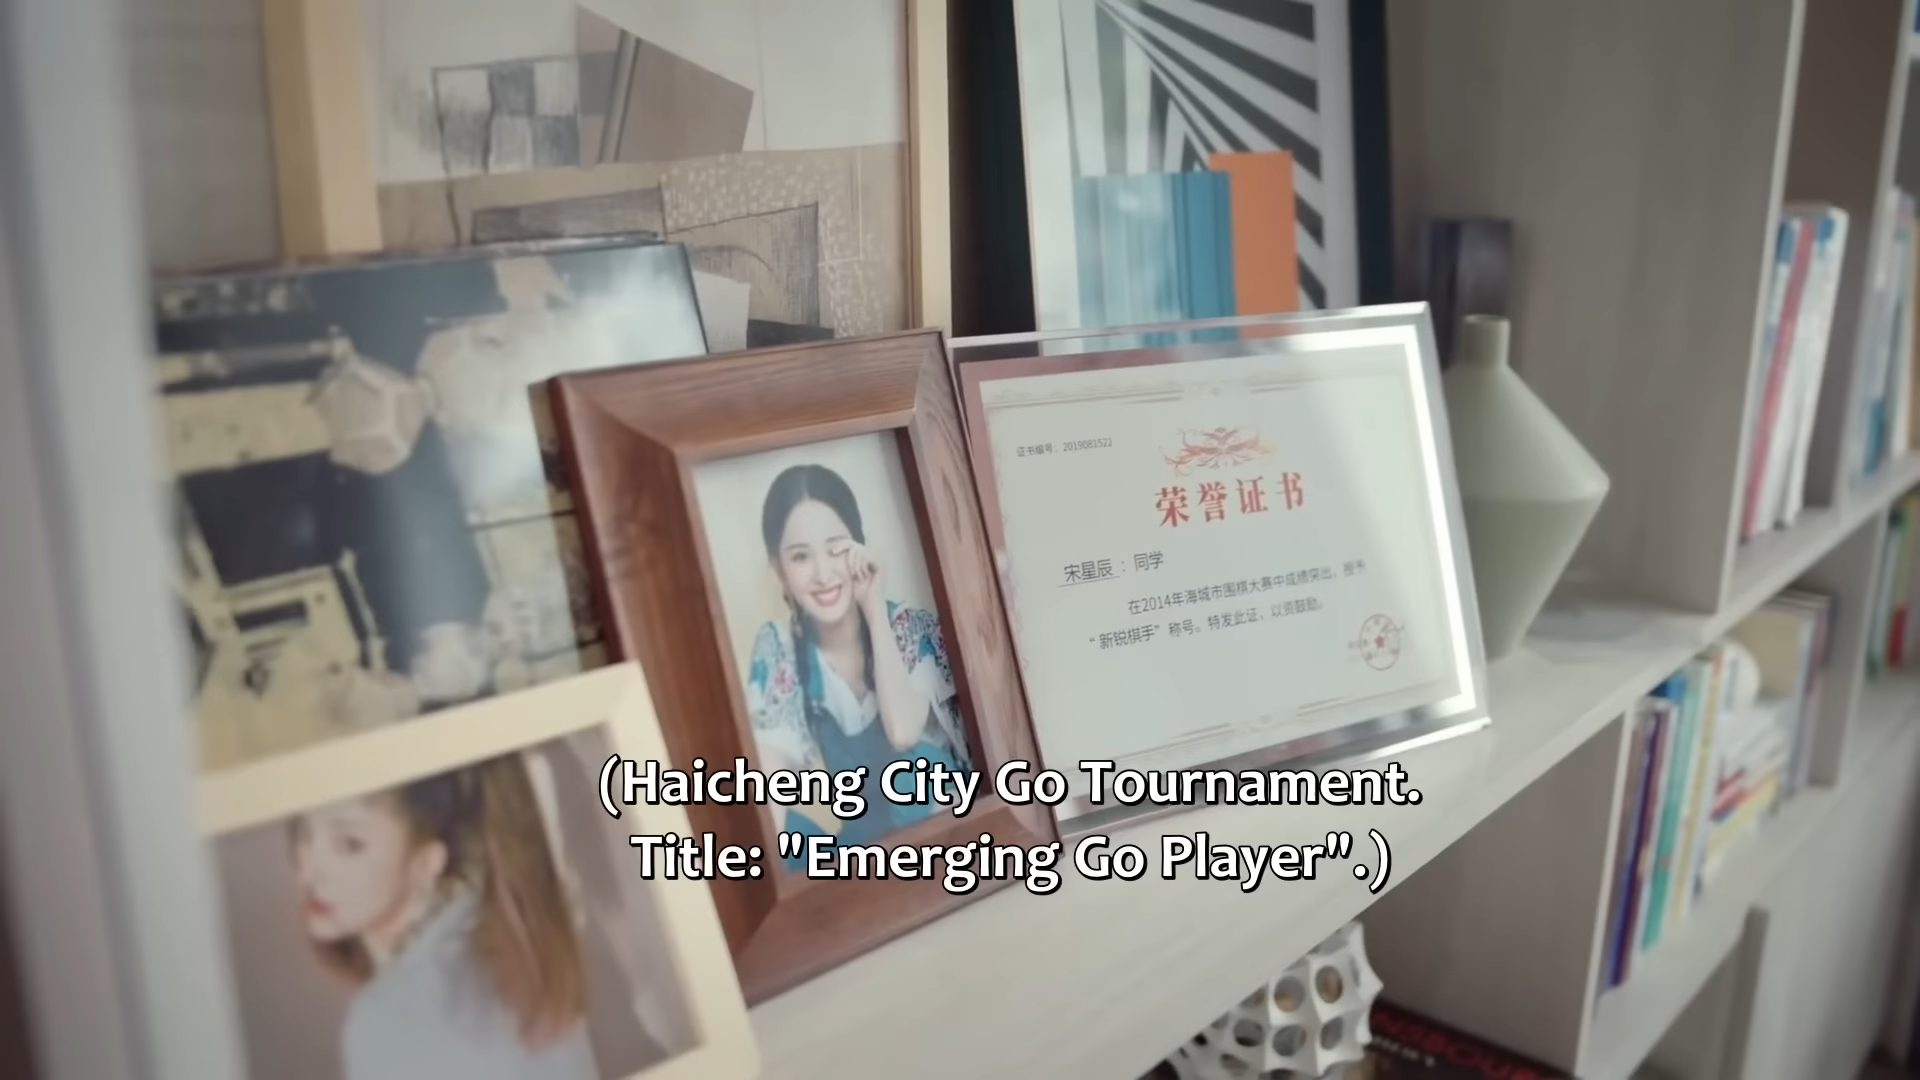 证书编号：2019081522
荣誉证书
宋星辰：同学
在2014年海城市围棋大赛中成绩突出，授予
“新锐棋手”称号。特发此证，以资鼓励。
(Haicheng City Go Tournament.
Title: "Emerging Go Player".)